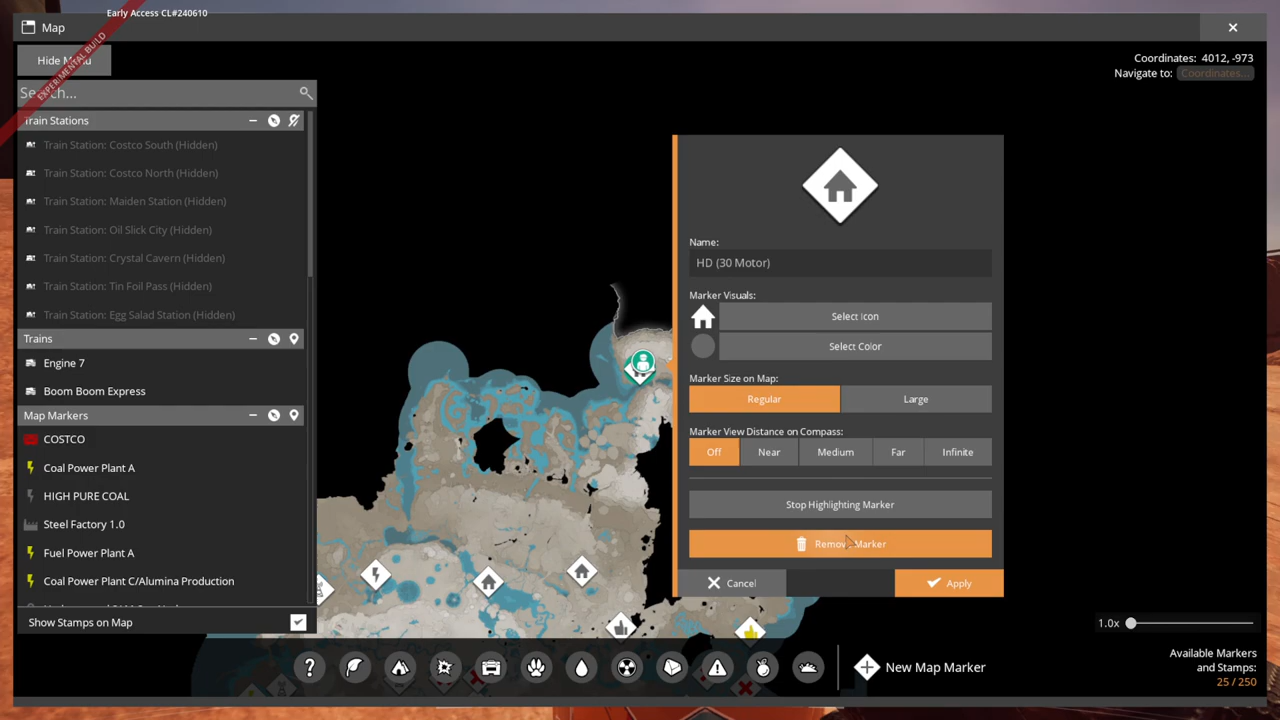 Early Access CL#240610
EXPERIMENTAL BUILD
Map
Hide Menu
Search...
Train Stations
Train Station: Costco South (Hidden)
Train Station: Costco North (Hidden)
Train Station: Maiden Station (Hidden)
Train Station: Oil Slick City (Hidden)
Train Station: Crystal Cavern (Hidden)
Train Station: Tin Foil Pass (Hidden)
Train Station: Egg Salad Station (Hidden)
Trains
Engine 7
Boom Boom Express
Map Markers
COSTCO
Coal Power Plant A
HIGH PURE COAL
Steel Factory 1.0
Fuel Power Plant A
Coal Power Plant C/Alumina Production
Show Stamps on Map
Coordinates: 4012, -973
Navigate to: Coordinates...
Name:
HD (30 Motor)
Marker Visuals:
Select Icon
Select Color
Marker Size on Map:
Regular Large
Marker View Distance on Compass:
Off Near Medium Far Infinite
Stop Highlighting Marker
Remove Marker
Cancel Apply
1.0x
New Map Marker
Available Markers
and Stamps:
25 / 250